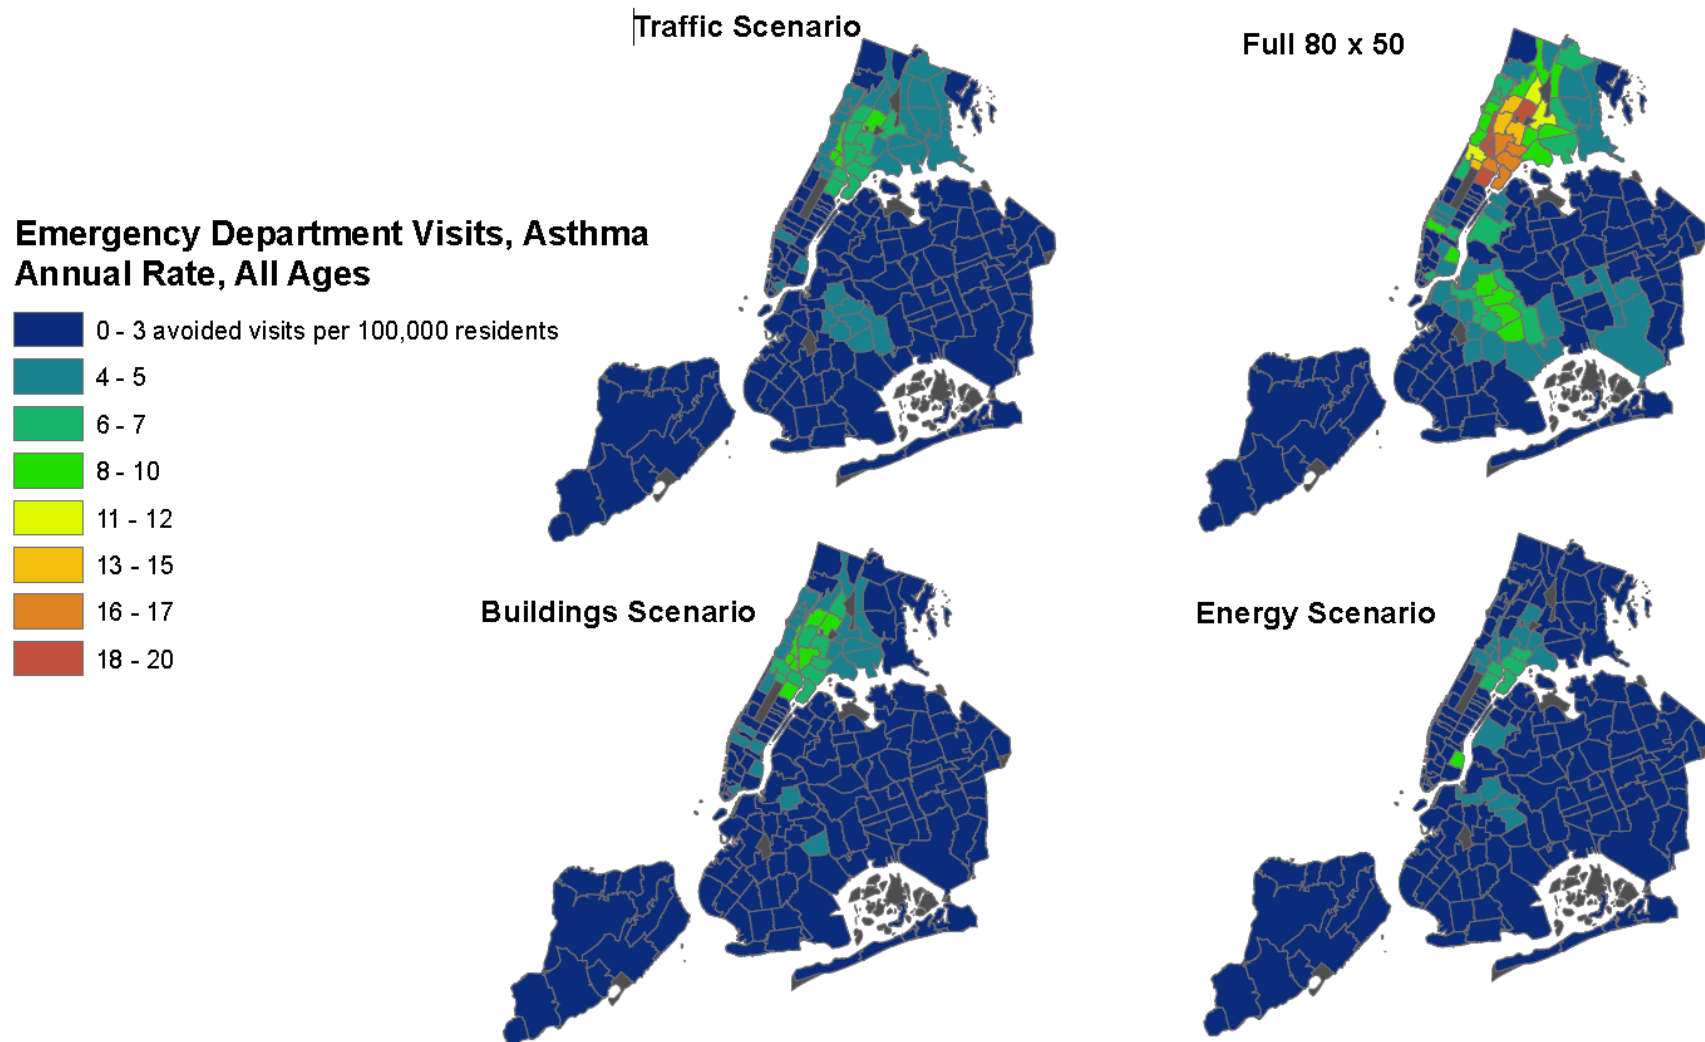 Traffic Scenario
Full 80 x 50
Emergency Department Visits, Asthma
Annual Rate, All Ages
0 - 3 avoided visits per 100,000 residents
4 - 5
6 - 7
8 - 10
11 - 12
13 - 15
16 - 17
18 - 20
Buildings Scenario
Energy Scenario